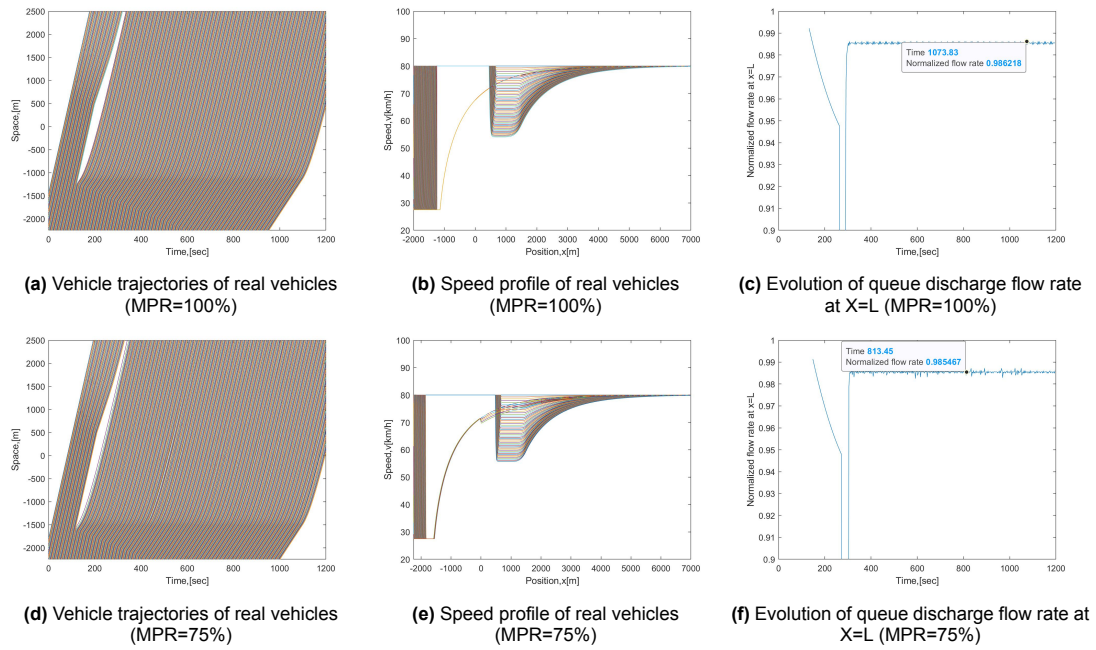 2500
2000
1500
1000
500
0
-500
-1000
-1500
-2000
Space,[m]
0 200 400 600 800 1000 1200
Time,[sec]
100
90
80
70
60
50
40
30
20
Speed,v[km/h]
-2000 -1000 0 1000 2000 3000 4000 5000 6000 7000
Position,x[m]
1
0.99
0.98
0.97
0.96
0.95
0.94
0.93
0.92
0.91
0.9
Normalized flow rate at x=L
Time 1073.83
Normalized flow rate 0.986218
0 200 400 600 800 1000 1200
Time,[sec]
(a) Vehicle trajectories of real vehicles
(MPR=100%)
(b) Speed profile of real vehicles
(MPR=100%)
(c) Evolution of queue discharge flow rate
at X=L (MPR=100%)
2500
2000
1500
1000
500
0
-500
-1000
-1500
-2000
Space,[m]
0 200 400 600 800 1000 1200
Time,[sec]
100
90
80
70
60
50
40
30
20
Speed,v[km/h]
-2000 -1000 0 1000 2000 3000 4000 5000 6000 7000
Position,x[m]
1
0.99
0.98
0.97
0.96
0.95
0.94
0.93
0.92
0.91
0.9
Normalized flow rate at x=L
Time 813.45
Normalized flow rate 0.985467
0 200 400 600 800 1000 1200
Time,[sec]
(d) Vehicle trajectories of real vehicles
(MPR=75%)
(e) Speed profile of real vehicles
(MPR=75%)
(f) Evolution of queue discharge flow rate at
X=L (MPR=75%)